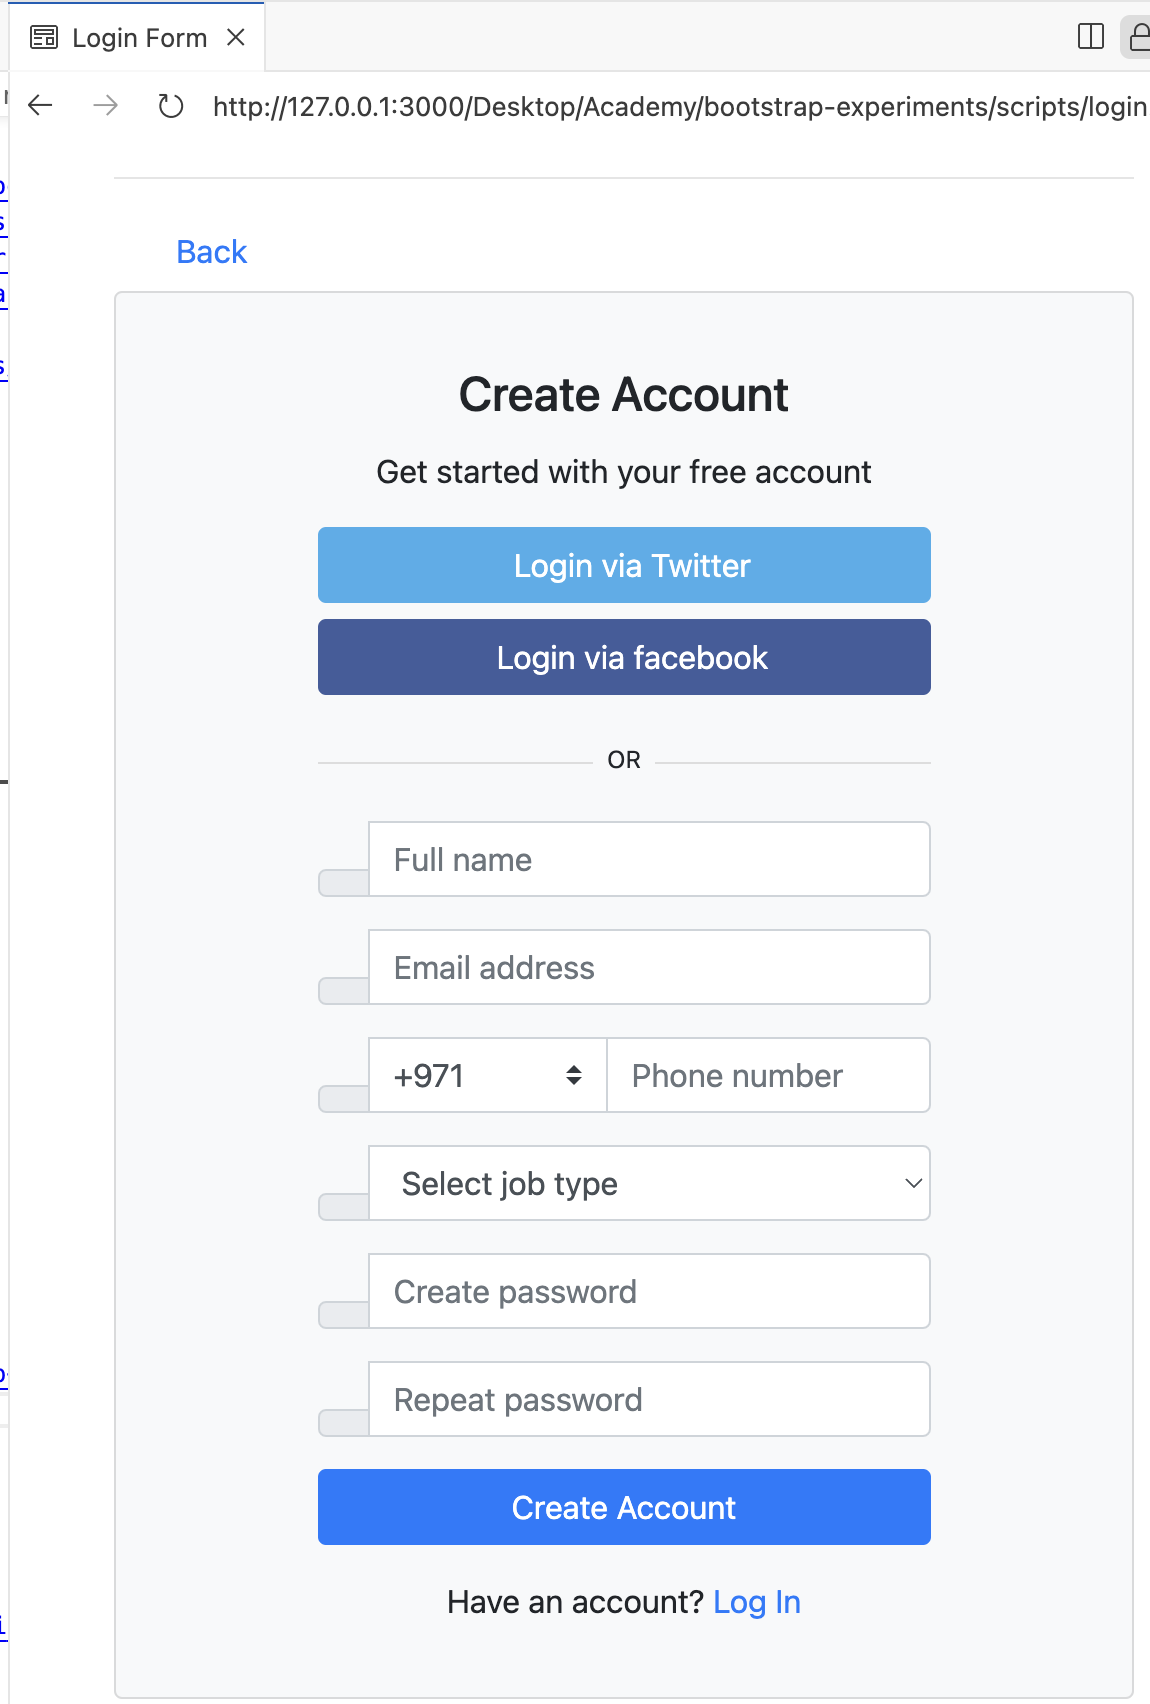 Login Form
http://127.0.0.1:3000/Desktop/Academy/bootstrap-experiments/scripts/login
Back
Create Account
Get started with your free account
Login via Twitter
Login via facebook
OR
Full name
Email address
+971 Phone number
Select job type
Create password
Repeat password
Create Account
Have an account? Log In